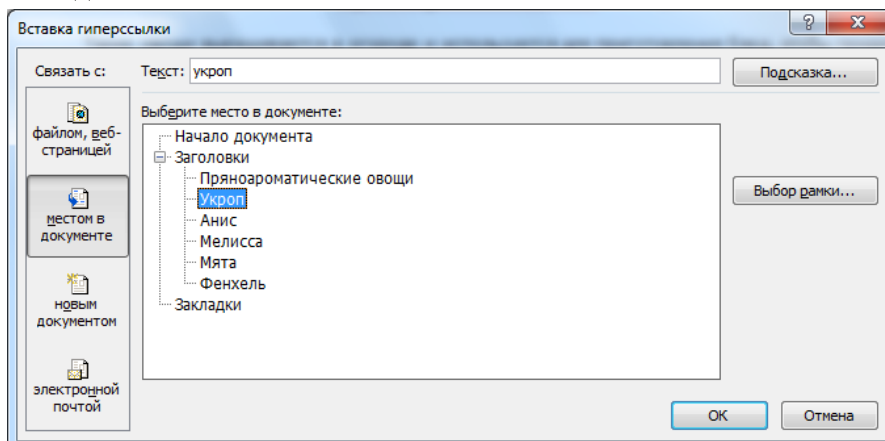 Вставка гиперссылки
Связать с:
Текст: укроп
Подсказка...
Выберите место в документе:
файлом, веб-
страницей
местом в
документе
новым
документом
электронной
почтой
Начало документа
Заголовки
Пряноароматические овощи
Укроп
Анис
Мелисса
Мята
Фенхель
Закладки
Выбор рамки...
ОК
Отмена